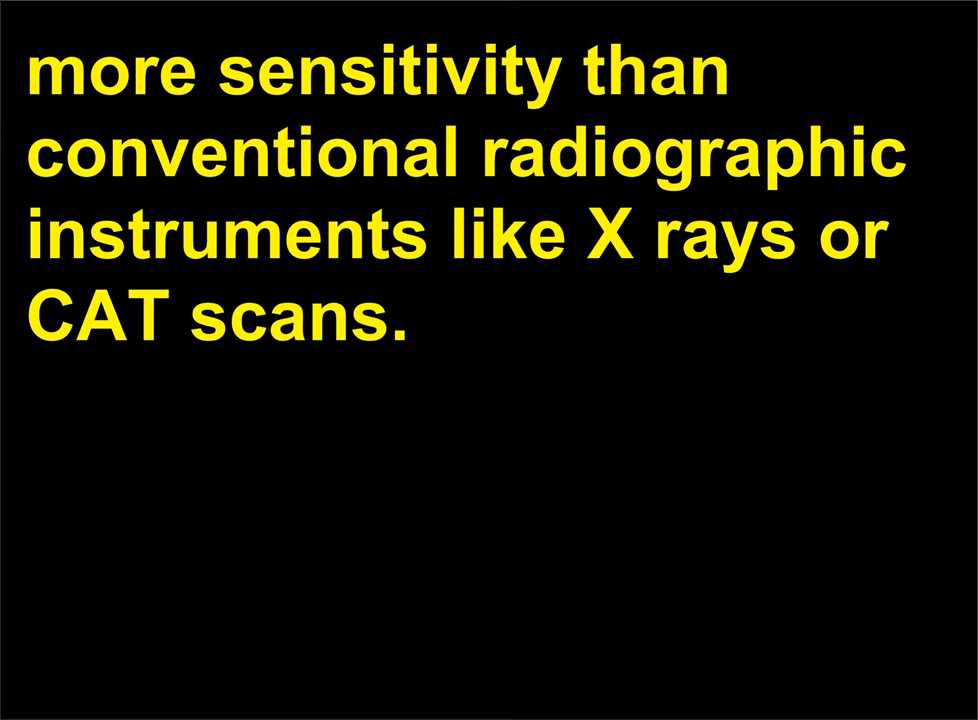 more sensitivity than
conventional radiographic
instruments like X rays or
CAT scans.